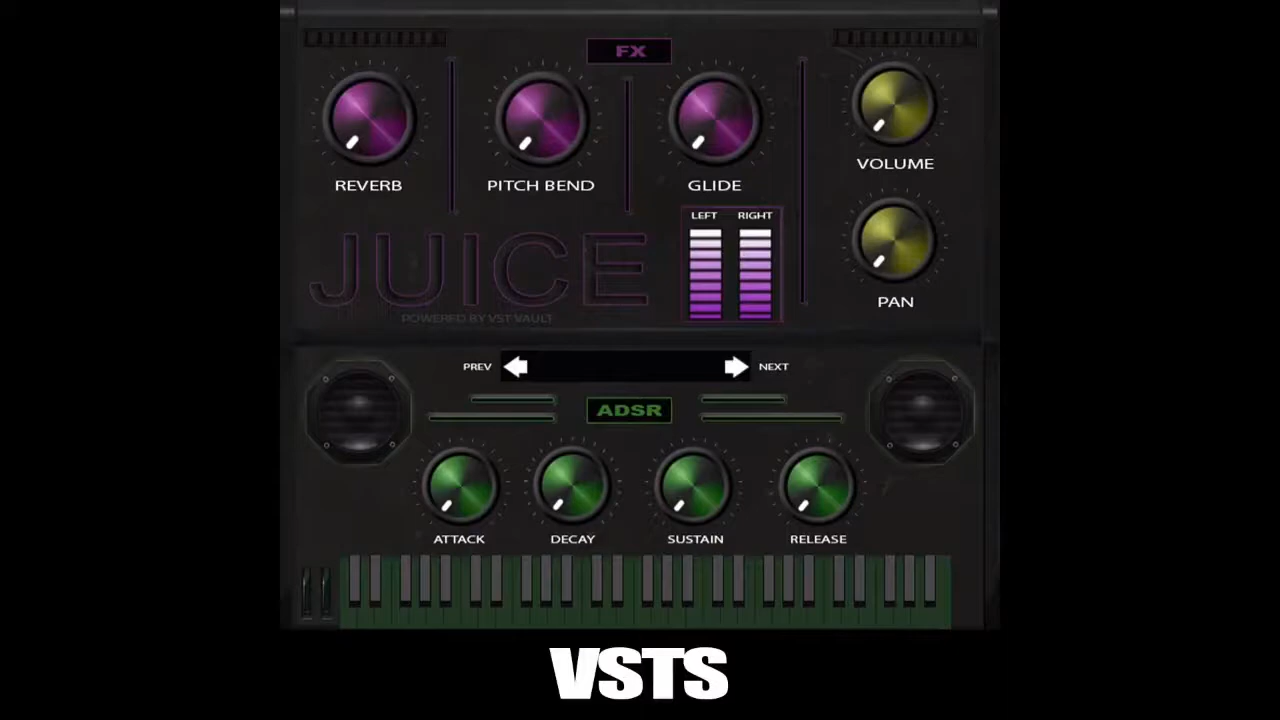 FX
REVERB
PITCH BEND
GLIDE
VOLUME
LEFT RIGHT
PAN
JUICE
POWERED BY VST VAULT
PREV NEXT
ADSR
ATTACK DECAY SUSTAIN RELEASE
VSTS